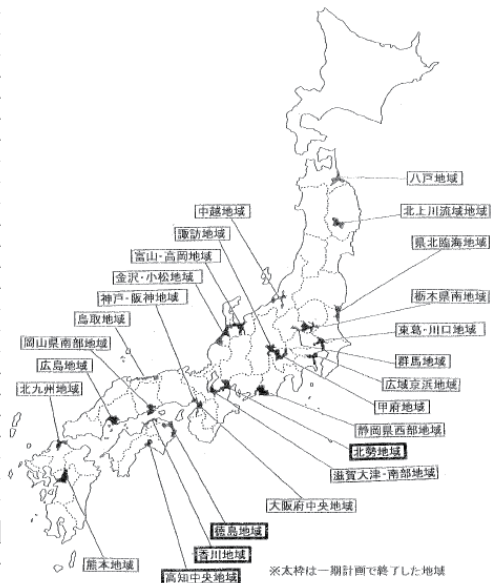 八戸地域
北上川流域地域
県北臨海地域
栃木県南地域
東葛・川口地域
群馬地域
広域京浜地域
甲府地域
静岡県西部地域
北勢地域
滋賀大津・南部地域
大阪府中央地域
中越地域
諏訪地域
富山・高岡地域
金沢・小松地域
神戸・阪神地域
鳥取地域
岡山県南部地域
広島地域
北九州地域
徳島地域
香川地域
高知中央地域
熊本地域
※太枠は一期計画で終了した地域